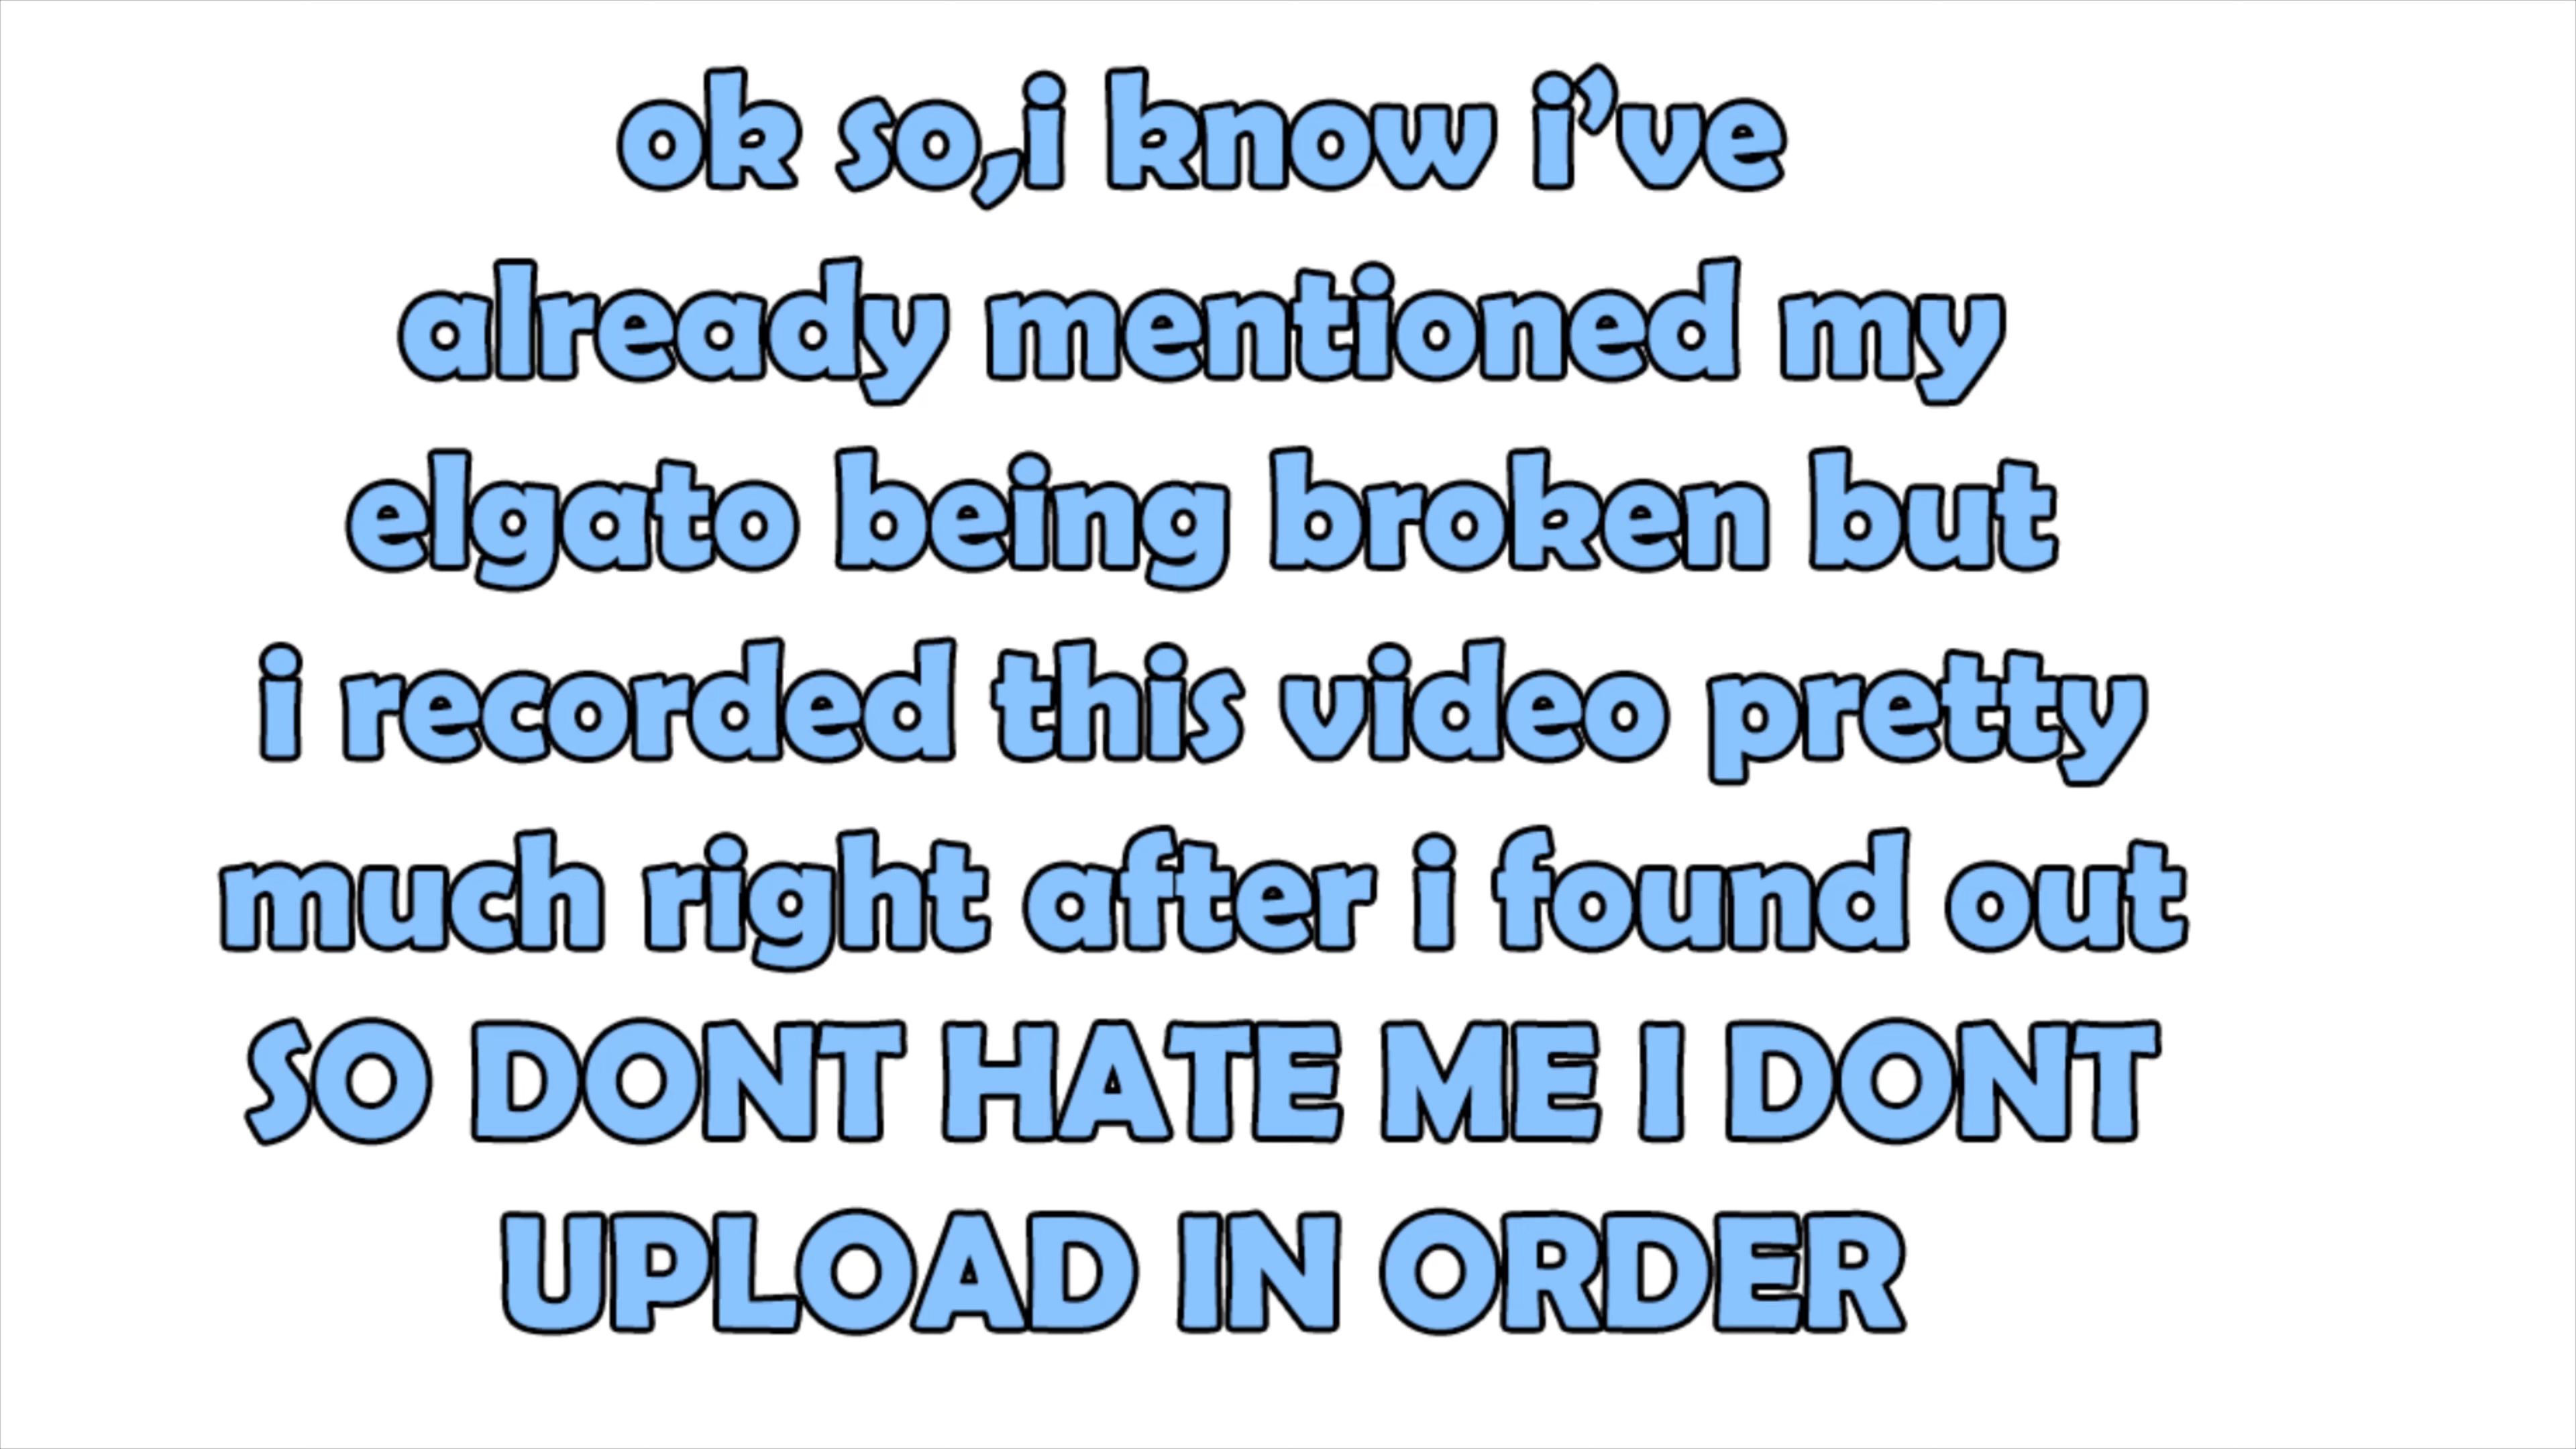 ok so,i know i’ve
already mentioned my
elgato being broken but
i recorded this video pretty
much right after i found out
SO DONT HATE ME I DONT
UPLOAD IN ORDER